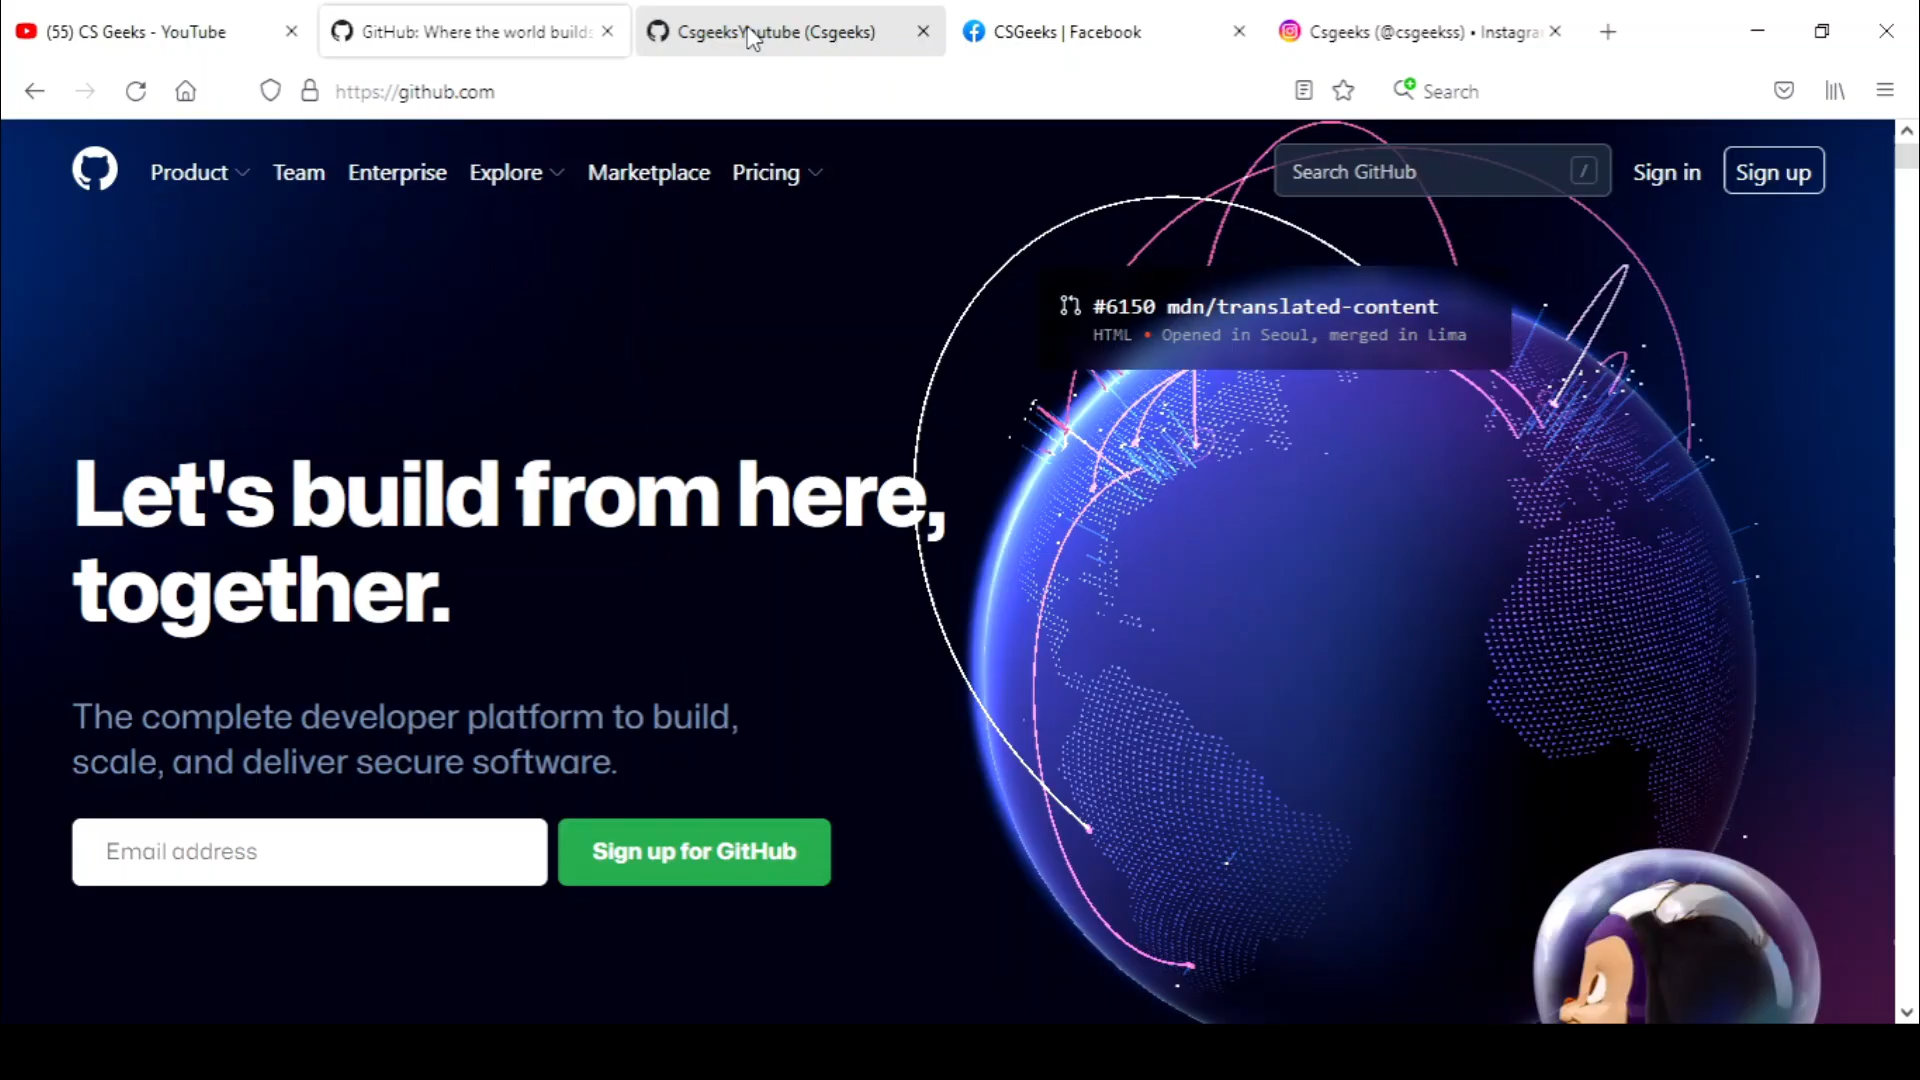 (55) CS Geeks - YouTube
GitHub: Where the world builds
CsgeeksYoutube (Csgeeks)
CSGeeks | Facebook
Csgeeks (@csgeekss) • Instagra
https://github.com
Search
Product
Team
Enterprise
Explore
Marketplace
Pricing
Search GitHub
/
Sign in
Sign up
#6150 mdn/translated-content
HTML • Opened in Seoul, merged in Lima
Let's build from here,
together.
The complete developer platform to build,
scale, and deliver secure software.
Email address
Sign up for GitHub